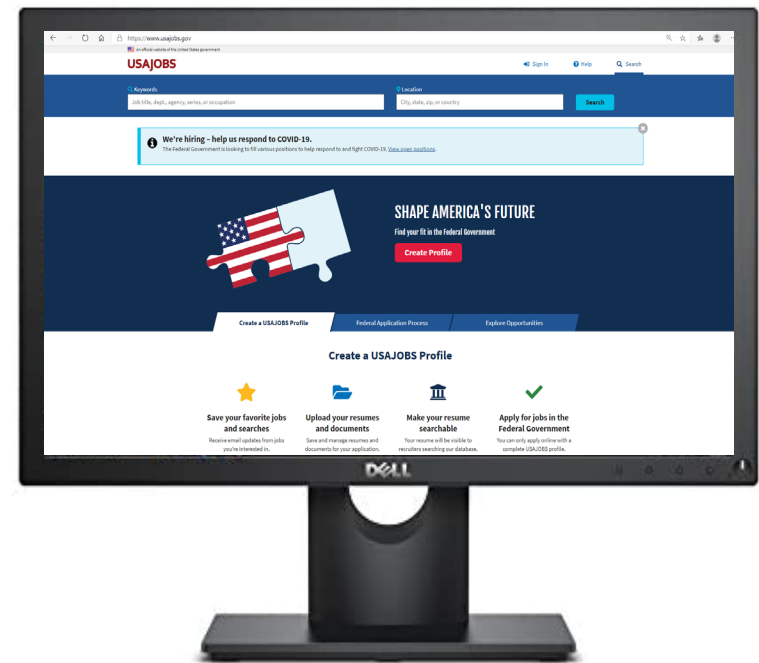 https://www.usajobs.gov
An official website of the United States government
USAJOBS
Sign In Help Search
Keywords Location
Job title, dept., agency, series, or occupation City, state, zip, or country Search
We're hiring – help us respond to COVID-19.
The Federal Government is looking to fill various positions to help respond to and fight COVID-19. View open positions.
SHAPE AMERICA'S FUTURE
Find your fit in the Federal Government
Create Profile
Create a USAJOBS Profile Federal Application Process Explore Opportunities
Create a USAJOBS Profile
Save your favorite jobs
and searches
Receive email updates from jobs
you're interested in.
Upload your resumes
and documents
Save and manage resumes and
documents for your application.
Make your resume
searchable
Your resume will be visible to
recruiters searching our database.
Apply for jobs in the
Federal Government
You can only apply online with a
complete USAJOBS profile.
DELL